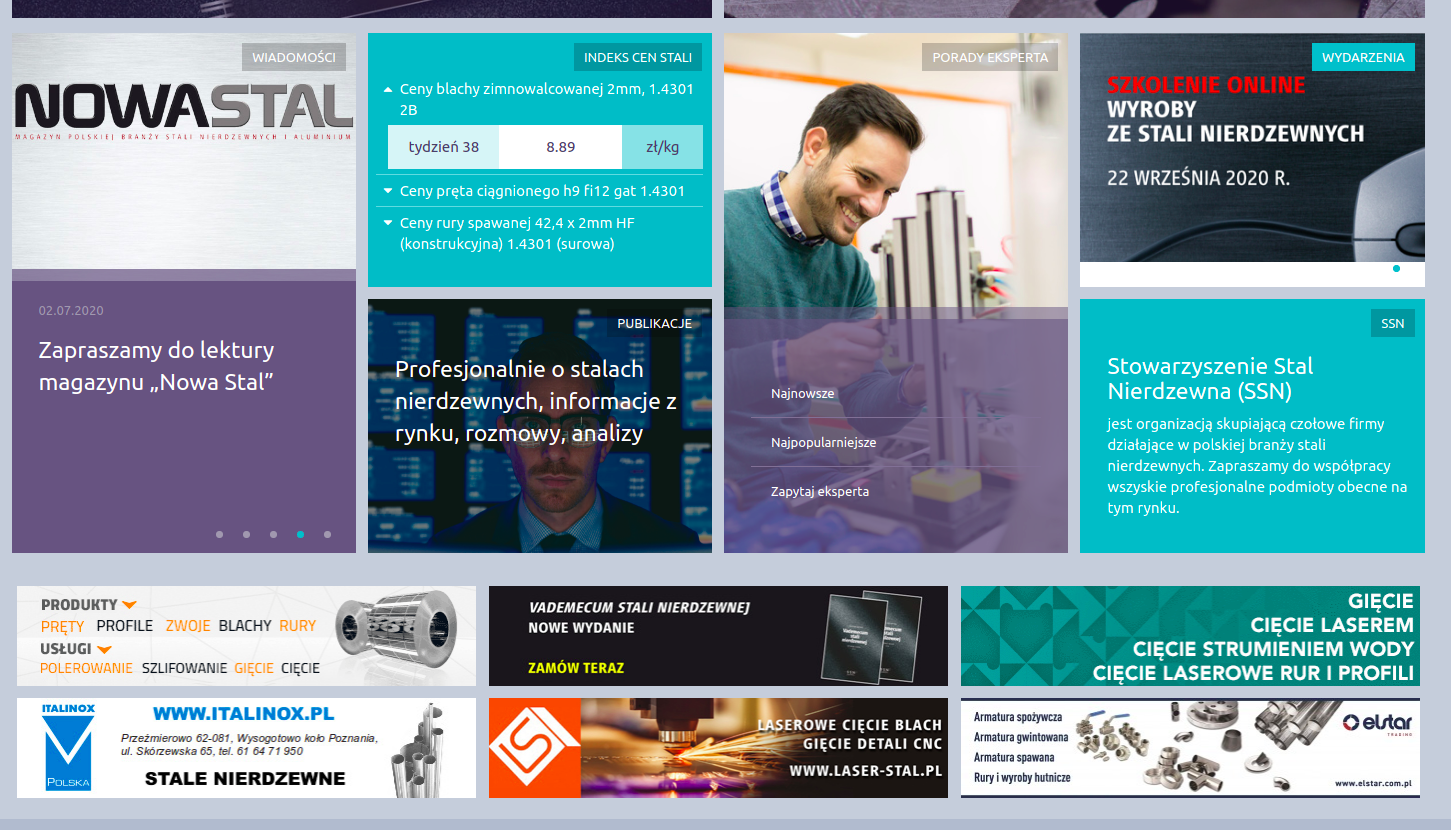 WIADOMOŚCI
NOWASTAL
MAGAZYN POLSKIEJ BRANŻY STALI NIERDZEWNYCH I ALUMINIUM
02.07.2020
Zapraszamy do lektury
magazynu „Nowa Stal”
INDEKS CEN STALI
Ceny blachy zimnowalcowanej 2mm, 1.4301
2B
tydzień 38 8.89 zł/kg
Ceny pręta ciągnionego h9 fi12 gat 1.4301
Ceny rury spawanej 42,4 x 2mm HF
(konstrukcyjna) 1.4301 (surowa)
PUBLIKACJE
Profesjonalnie o stalach
nierdzewnych, informacje z
rynku, rozmowy, analizy
PORADY EKSPERTA
Najnowsze
Najpopularniejsze
Zapytaj eksperta
WYDARZENIA
SZKOLENIE ONLINE
WYROBY
ZE STALI NIERDZEWNYCH
22 WRZEŚNIA 2020 R.
SSN
Stowarzyszenie Stal
Nierdzewna (SSN)
jest organizacją skupiającą czołowe firmy
działające w polskiej branży stali
nierdzewnych. Zapraszamy do współpracy
wszyskie profesjonalne podmioty obecne na
tym rynku.
PRODUKTY
PRĘTY PROFILE ZWOJE BLACHY RURY
USŁUGI
POLEROWANIE SZLIFOWANIE GIĘCIE CIĘCIE
VADEMECUM STALI NIERDZEWNEJ
NOWE WYDANIE
ZAMÓW TERAZ
Vademecum
stali
nierdzewnej
GIĘCIE
CIĘCIE LASEREM
CIĘCIE STRUMIENIEM WODY
CIĘCIE LASEROWE RUR I PROFILI
ITALINOX
POLSKA
WWW.ITALINOX.PL
Przeźmierowo 62-081, Wysogotowo koło Poznania,
ul. Skórzewska 65, tel. 61 64 71 950
STALE NIERDZEWNE
LASEROWE CIĘCIE BLACH
GIĘCIE DETALI CNC
WWW.LASER-STAL.PL
Armatura spożywcza
Armatura gwintowana
Armatura spawana
Rury i wyroby hutnicze
elstar
TRADING
www.elstar.com.pl